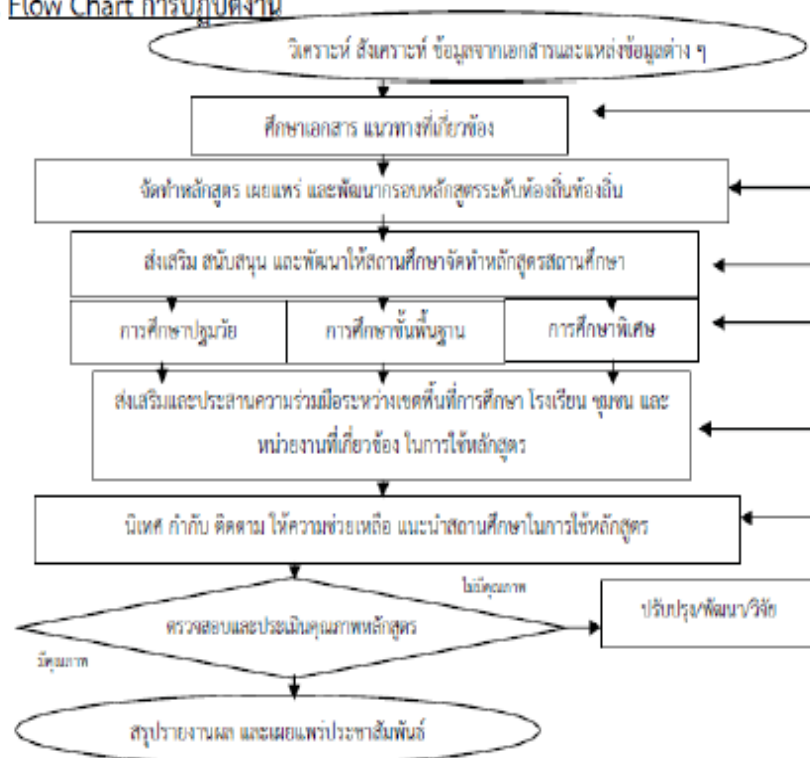 Flow Chart การปฏิบัติงาน
วิเคราะห์ สังเคราะห์ ข้อมูลจากเอกสารและแหล่งข้อมูลต่าง ๆ
ศึกษาเอกสาร แนวทางที่เกี่ยวข้อง
จัดทำหลักสูตร เผยแพร่ และพัฒนากรอบหลักสูตรระดับท้องถิ่นท้องถิ่น
ส่งเสริม สนับสนุน และพัฒนาให้สถานศึกษาจัดทำหลักสูตรสถานศึกษา
การศึกษาปฐมวัย
การศึกษาขั้นพื้นฐาน
การศึกษาพิเศษ
ส่งเสริมและประสานความร่วมมือระหว่างเขตพื้นที่การศึกษา โรงเรียน ชุมชน และ
หน่วยงานที่เกี่ยวข้อง ในการใช้หลักสูตร
นิเทศ กำกับ ติดตาม ให้ความช่วยเหลือ แนะนำสถานศึกษาในการใช้หลักสูตร
ไม่มีคุณภาพ
ตรวจสอบและประเมินคุณภาพหลักสูตร
ปรับปรุง/พัฒนา/วิจัย
มีคุณภาพ
สรุปรายงานผล และเผยแพร่ประชาสัมพันธ์